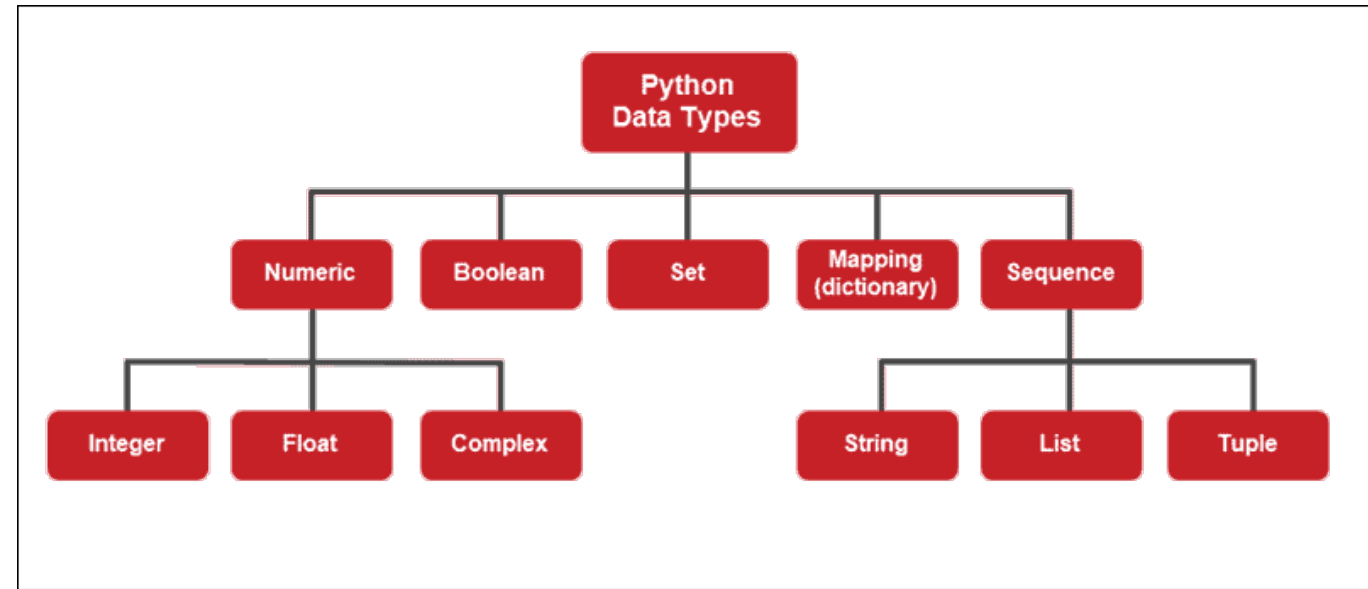 Python
Data Types
Numeric
Boolean
Set
Mapping
(dictionary)
Sequence
Integer
Float
Complex
String
List
Tuple